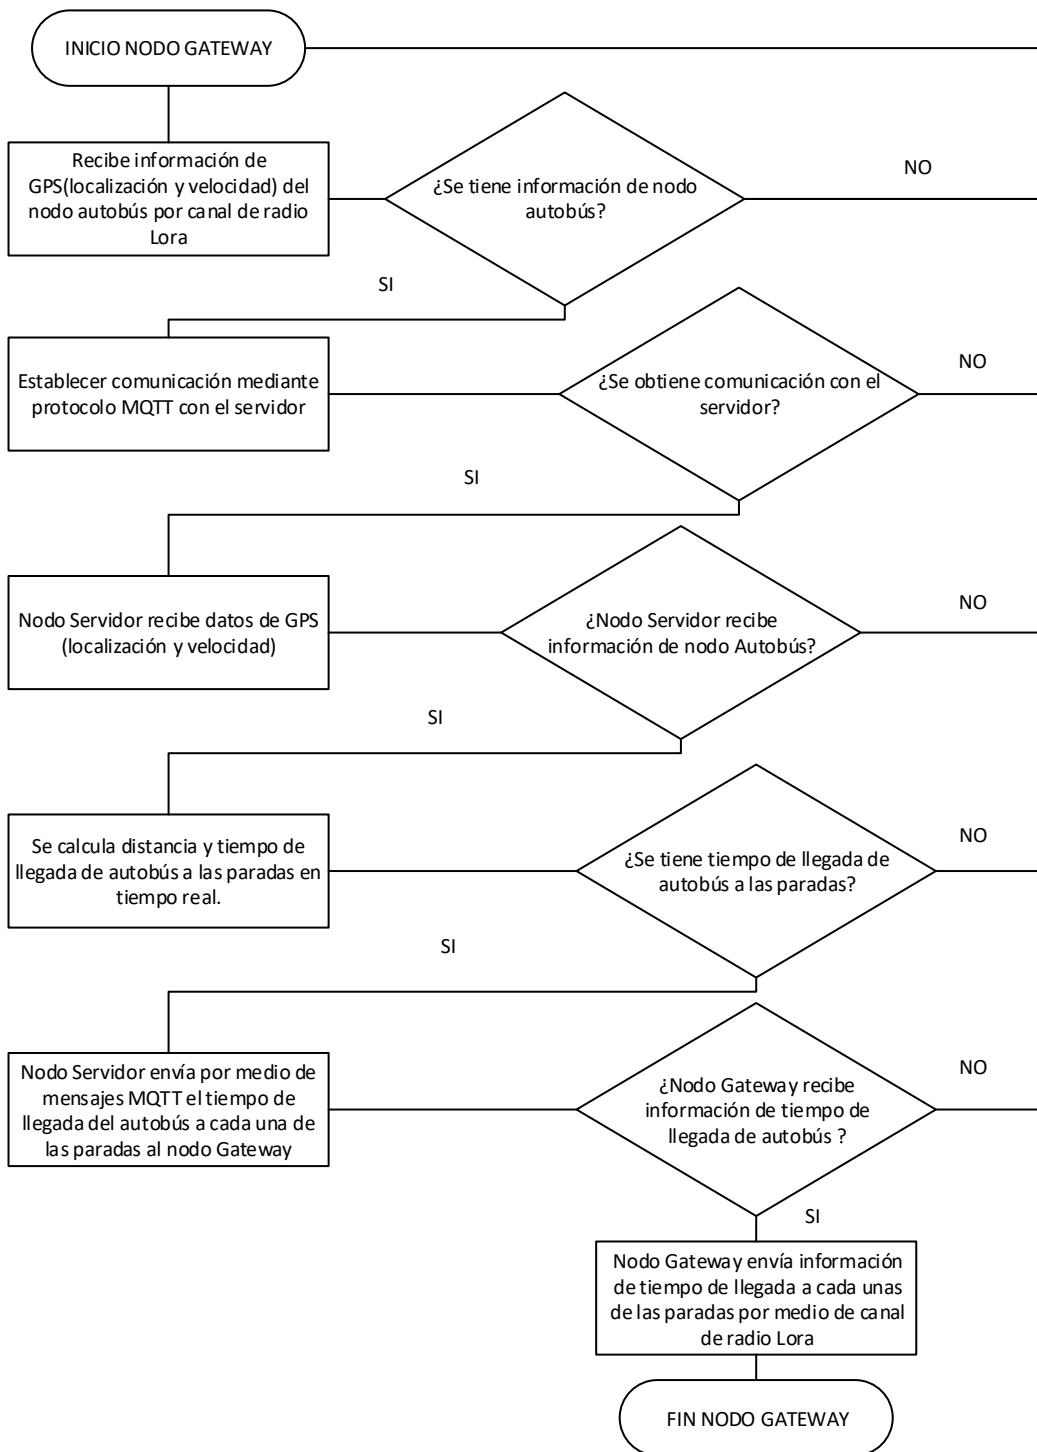 INICIO NODO GATEWAY
Recibe información de
GPS(localización y velocidad) del
nodo autobús por canal de radio
Lora
¿Se tiene información de nodo
autobús?
NO
SI
Establecer comunicación mediante
protocolo MQTT con el servidor
¿Se obtiene comunicación con el
servidor?
NO
SI
Nodo Servidor recibe datos de GPS
(localización y velocidad)
¿Nodo Servidor recibe
información de nodo Autobús?
NO
SI
Se calcula distancia y tiempo de
llegada de autobús a las paradas en
tiempo real.
¿Se tiene tiempo de llegada de
autobús a las paradas?
NO
SI
Nodo Servidor envía por medio de
mensajes MQTT el tiempo de
llegada del autobús a cada una de
las paradas al nodo Gateway
¿Nodo Gateway recibe
información de tiempo de
llegada de autobús ?
NO
SI
Nodo Gateway envía información
de tiempo de llegada a cada unas
de las paradas por medio de canal
de radio Lora
FIN NODO GATEWAY